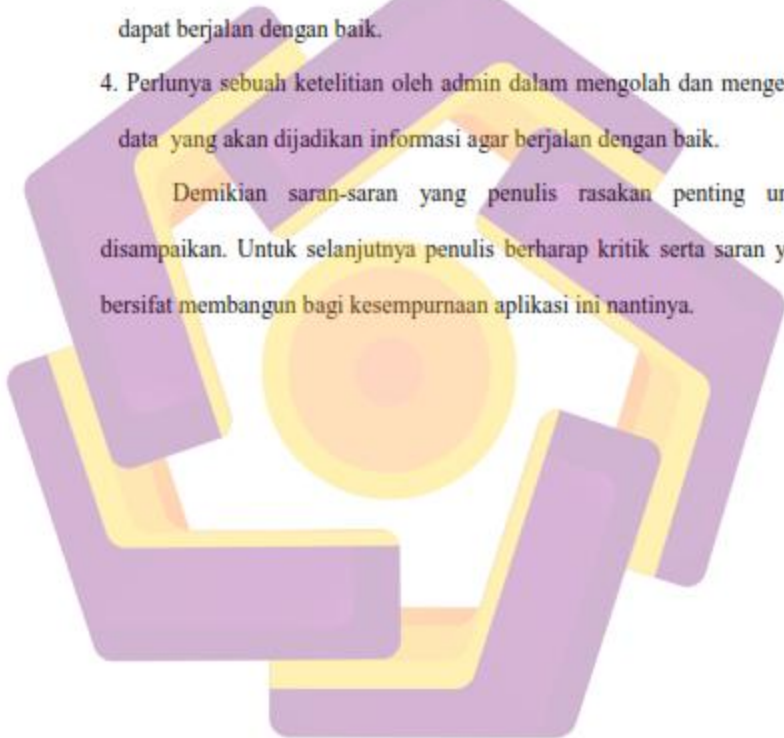 dapat berjalan dengan baik.
4. Perlunya sebuah ketelitian oleh admin dalam mengolah dan menge
data yang akan dijadikan informasi agar berjalan dengan baik.
Demikian saran-saran yang penulis rasakan penting un
disampaikan. Untuk selanjutnya penulis berharap kritik serta saran y
bersifat membangun bagi kesempurnaan aplikasi ini nantinya.